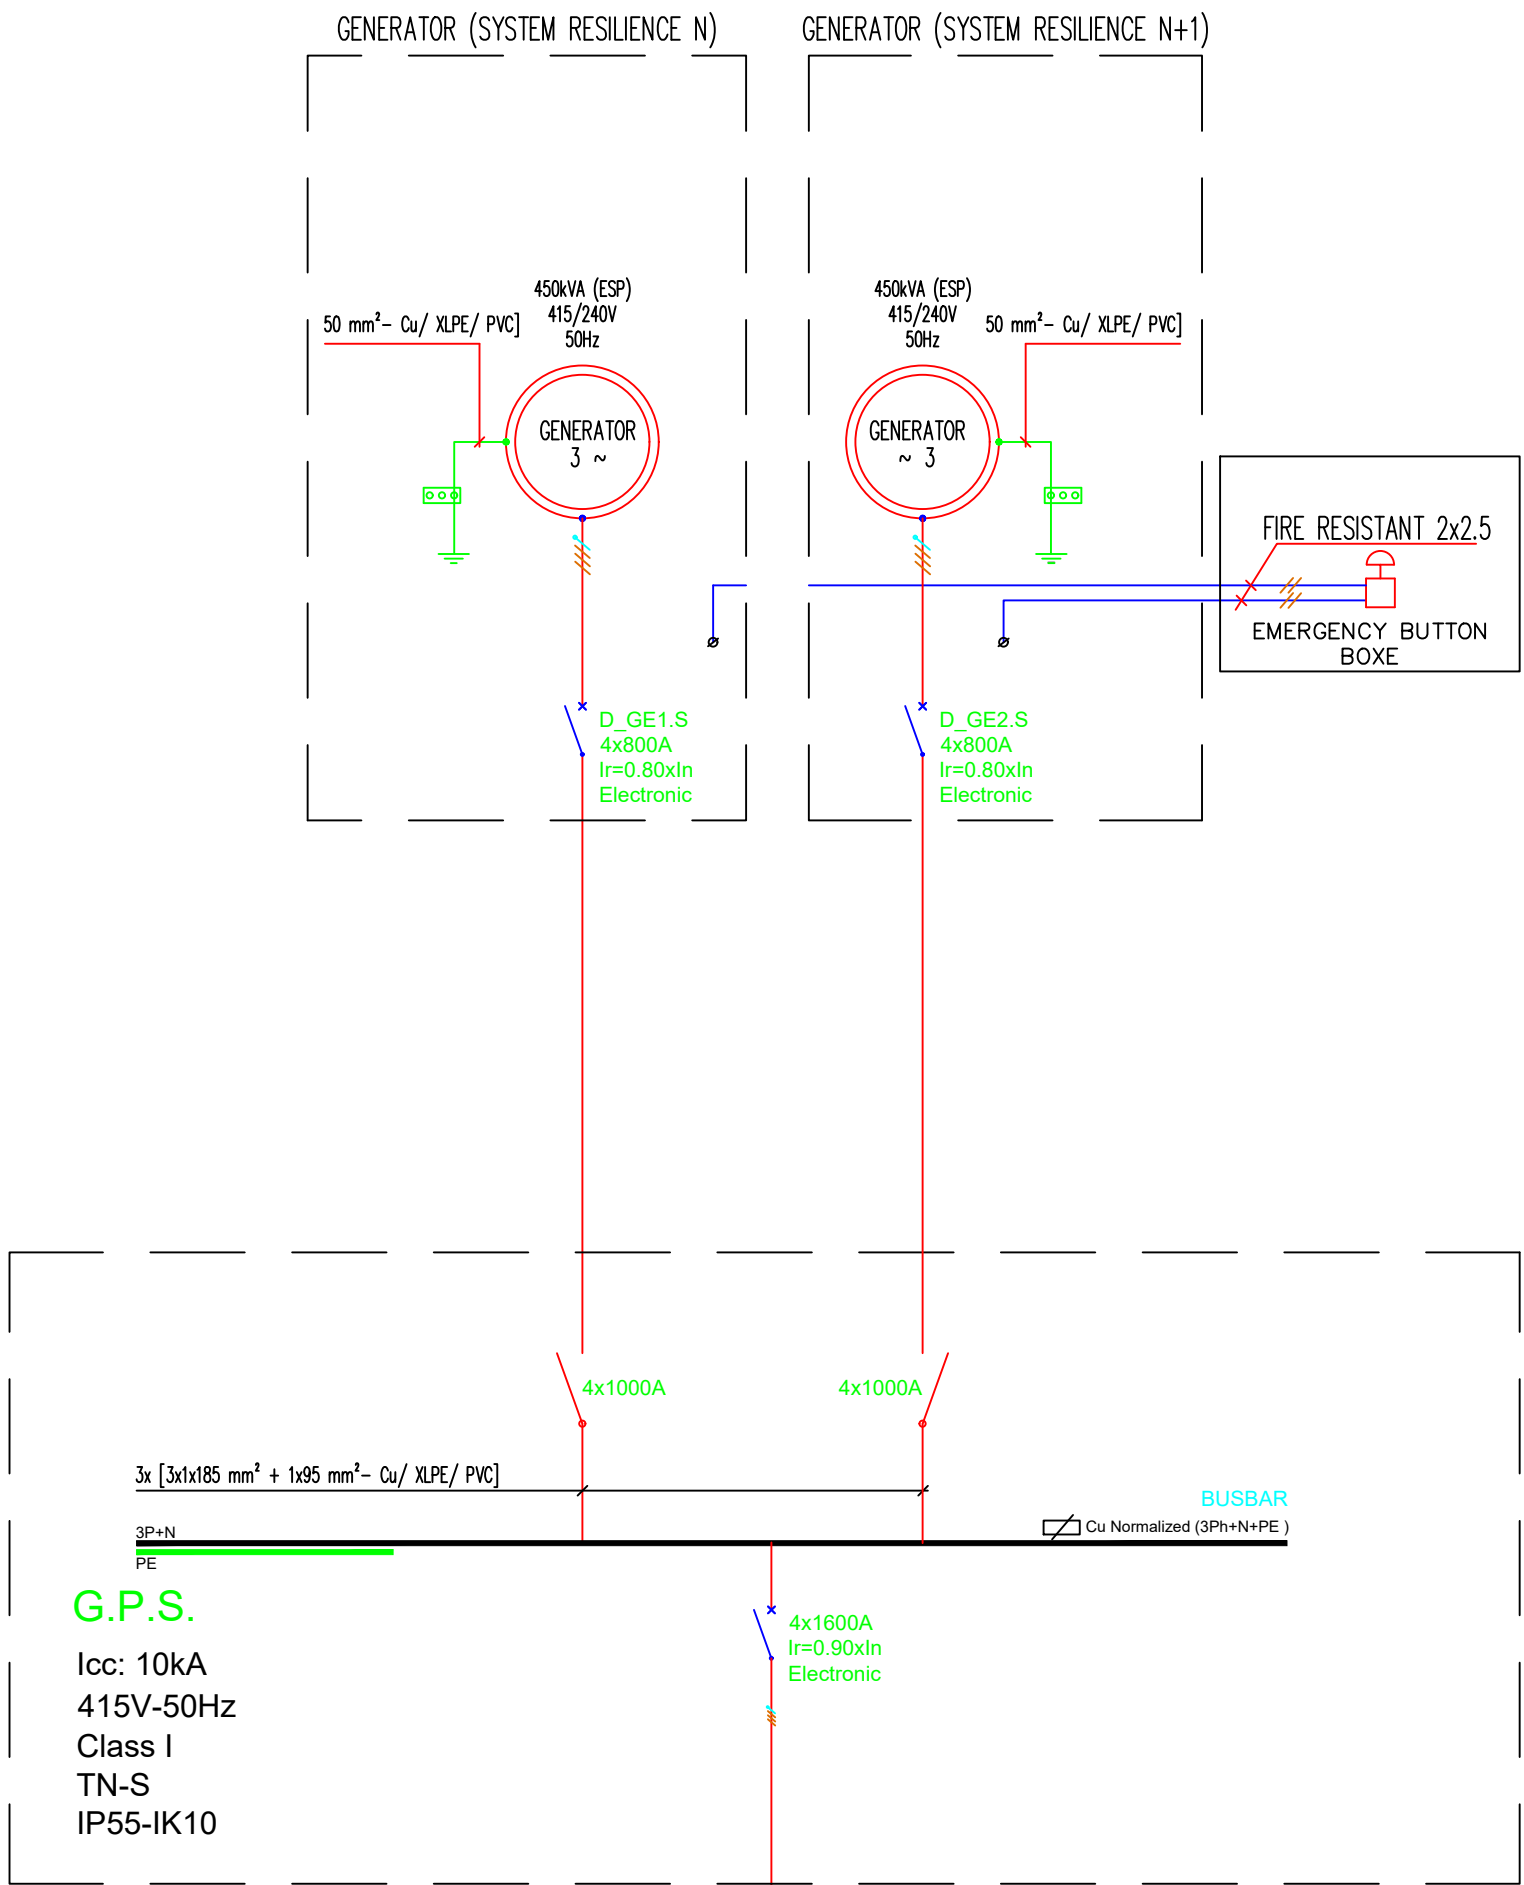 GENERATOR (SYSTEM RESILIENCE N)
GENERATOR (SYSTEM RESILIENCE N+1)
450kVA (ESP)
415/240V
50Hz
50 mm²- Cu/ XLPE/ PVC]
GENERATOR
3 ~
450kVA (ESP)
415/240V
50Hz
50 mm²- Cu/ XLPE/ PVC]
GENERATOR
~ 3
FIRE RESISTANT 2x2.5
EMERGENCY BUTTON
BOXE
D_GE1.S
4x800A
Ir=0.80xIn
Electronic
D_GE2.S
4x800A
Ir=0.80xIn
Electronic
4x1000A
4x1000A
3x [3x1x185 mm² + 1x95 mm²- Cu/ XLPE/ PVC]
BUSBAR
Cu Normalized (3Ph+N+PE )
3P+N
PE
G.P.S.
Icc: 10kA
415V-50Hz
Class I
TN-S
IP55-IK10
4x1600A
Ir=0.90xIn
Electronic